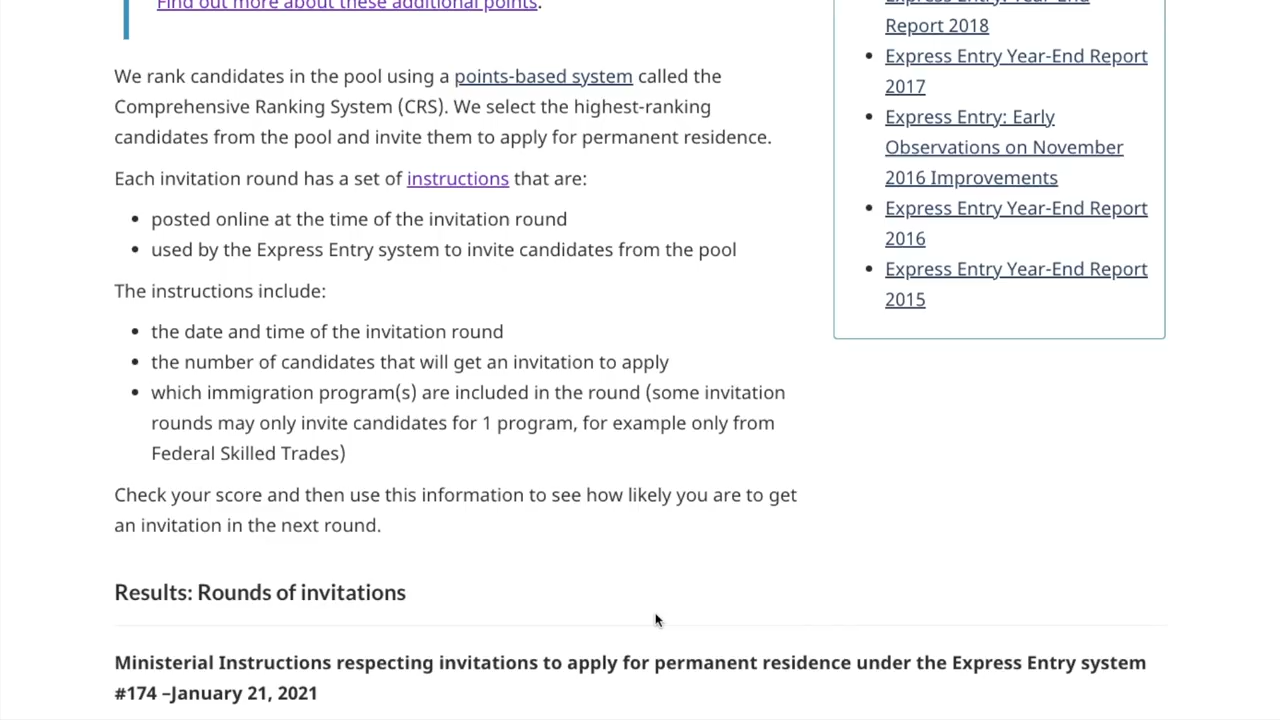 Find out more about these additional points.
We rank candidates in the pool using a points-based system called the
Comprehensive Ranking System (CRS). We select the highest-ranking
candidates from the pool and invite them to apply for permanent residence.
Each invitation round has a set of instructions that are:
• posted online at the time of the invitation round
• used by the Express Entry system to invite candidates from the pool
The instructions include:
• the date and time of the invitation round
• the number of candidates that will get an invitation to apply
• which immigration program(s) are included in the round (some invitation
rounds may only invite candidates for 1 program, for example only from
Federal Skilled Trades)
Check your score and then use this information to see how likely you are to get
an invitation in the next round.
Express Entry: Year-End
Report 2018
• Express Entry Year-End Report
2017
• Express Entry: Early
Observations on November
2016 Improvements
• Express Entry Year-End Report
2016
• Express Entry Year-End Report
2015
Results: Rounds of invitations
Ministerial Instructions respecting invitations to apply for permanent residence under the Express Entry system
#174 –January 21, 2021